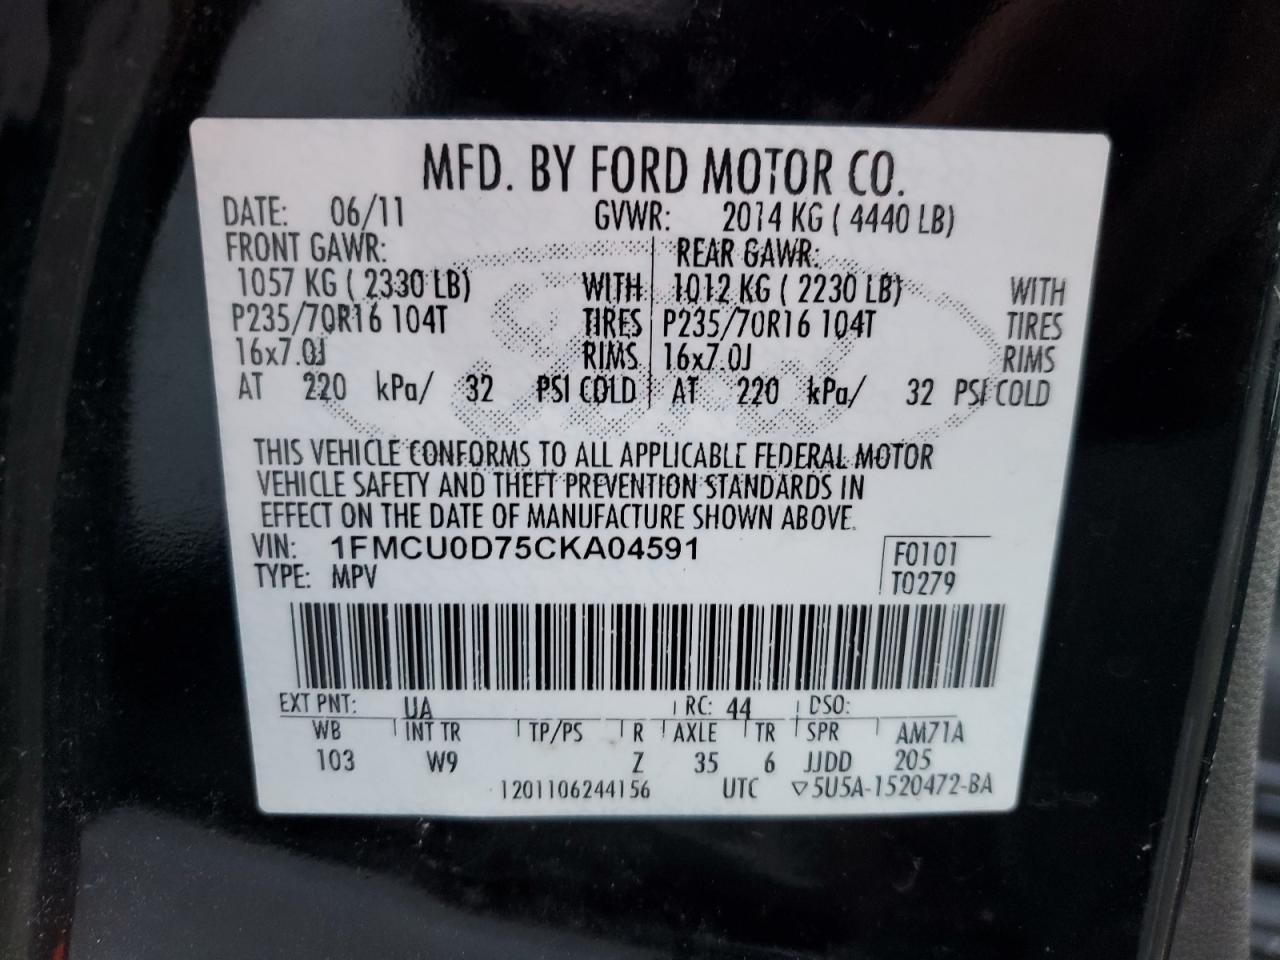 MFD. BY FORD MOTOR CO.
DATE: 06/11 GVWR: 2014 KG ( 4440 LB)
FRONT GAWR: REAR GAWR:
1057 KG ( 2330 LB) WITH 1012 KG ( 2230 LB) WITH
P235/70R16 104T TIRES P235/70R16 104T TIRES
16x7.0J RIMS 16x7.0J RIMS
AT 220 kPa/ 32 PSI COLD AT 220 kPa/ 32 PSI COLD
THIS VEHICLE CONFORMS TO ALL APPLICABLE FEDERAL MOTOR
VEHICLE SAFETY AND THEFT PREVENTION STANDARDS IN
EFFECT ON THE DATE OF MANUFACTURE SHOWN ABOVE.
VIN: 1FMCU0D75CKA04591 F0101
TYPE: MPV T0279
EXT PNT: UA RC: 44 DSO:
WB INT TR TP/PS R AXLE TR SPR AM71A
103 W9 Z 35 6 JJDD 205
1201106244156 UTC ▽5U5A-1520472-BA